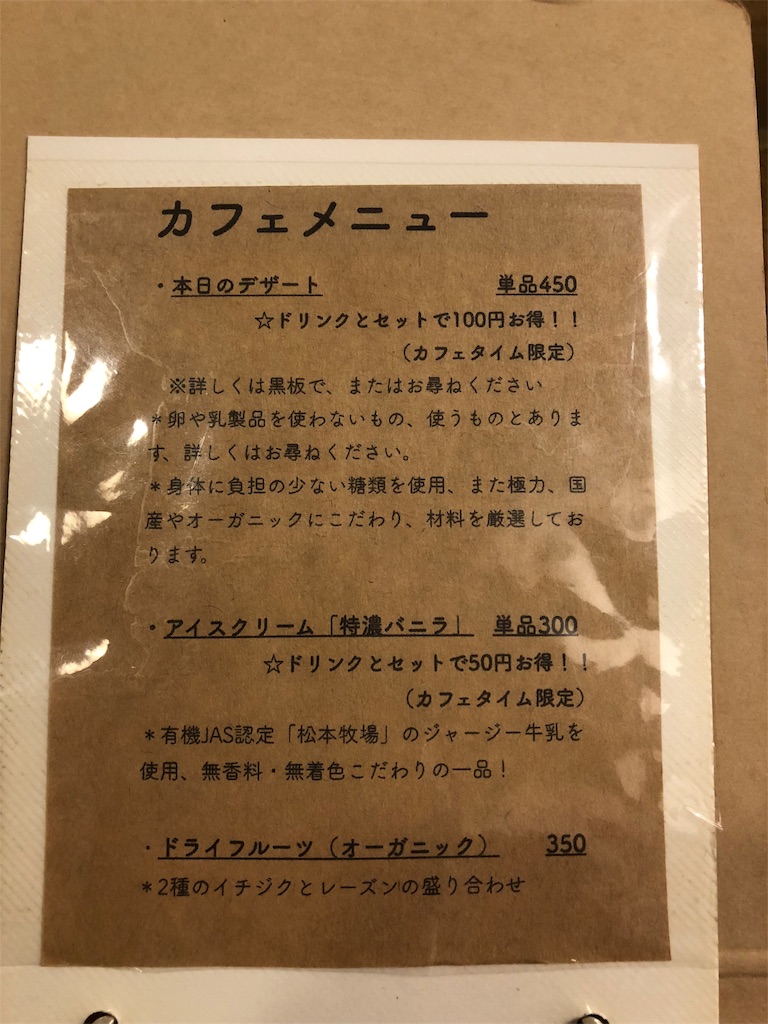 カフェメニュー
・本日のデザート 単品450
☆ドリンクとセットで100円お得！！
（カフェタイム限定）
※詳しくは黒板で、またはお尋ねください
＊卵や乳製品を使わないもの、使うものとありま
す、詳しくはお尋ねください。
＊身体に負担の少ない糖類を使用、また極力、国
産やオーガニックにこだわり、材料を厳選してお
ります。
・アイスクリーム「特濃バニラ」 単品300
☆ドリンクとセットで50円お得！！
（カフェタイム限定）
＊有機JAS認定「松本牧場」のジャージー牛乳を
使用、無香料・無着色こだわりの一品！
・ドライフルーツ（オーガニック） 350
＊2種のイチジクとレーズンの盛り合わせ